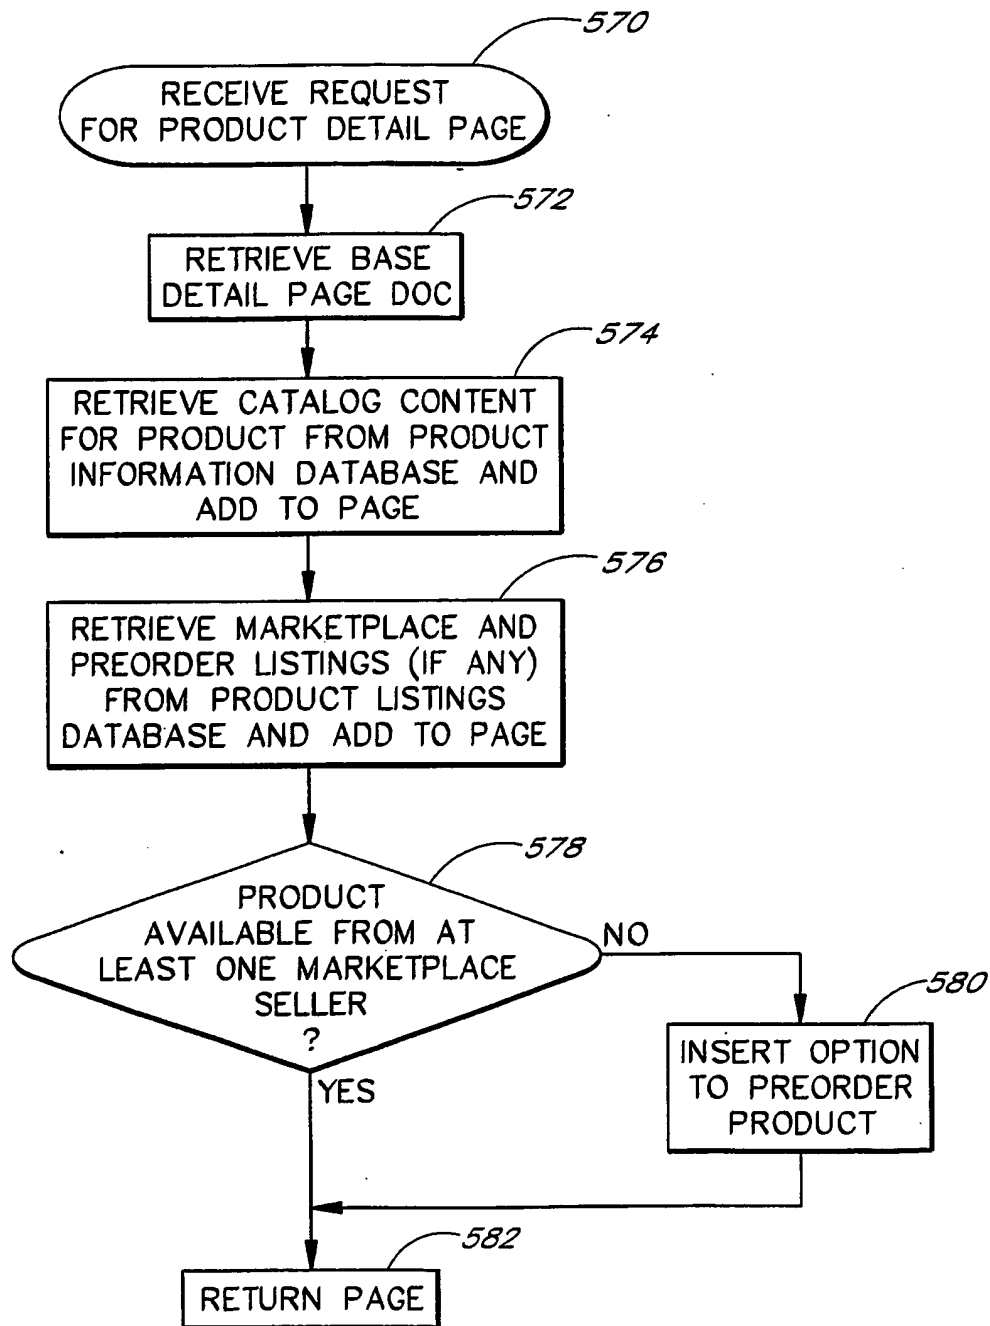 570
RECEIVE REQUEST
FOR PRODUCT DETAIL PAGE
572
RETRIEVE BASE
DETAIL PAGE DOC
574
RETRIEVE CATALOG CONTENT
FOR PRODUCT FROM PRODUCT
INFORMATION DATABASE AND
ADD TO PAGE
576
RETRIEVE MARKETPLACE AND
PREORDER LISTINGS (IF ANY)
FROM PRODUCT LISTINGS
DATABASE AND ADD TO PAGE
578
PRODUCT
AVAILABLE FROM AT
LEAST ONE MARKETPLACE
SELLER
?
NO
580
INSERT OPTION
TO PREORDER
PRODUCT
YES
582
RETURN PAGE